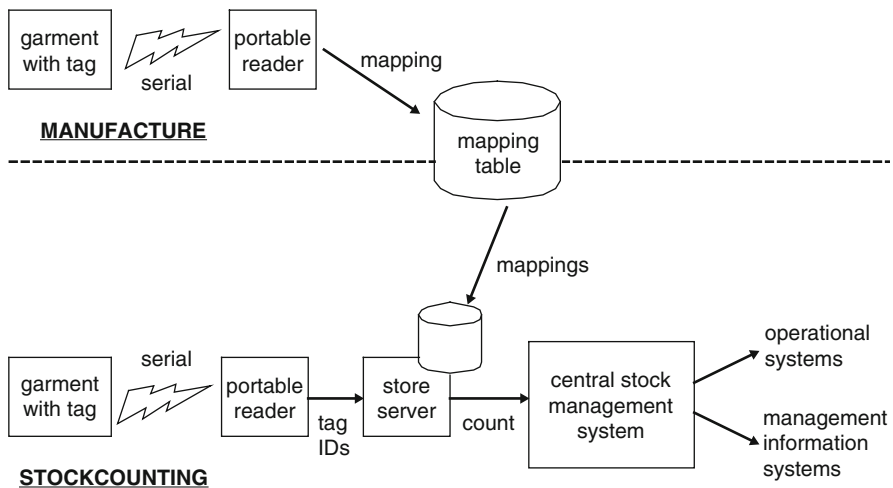 garment
with tag
serial
portable
reader
mapping
MANUFACTURE
mapping
table
mappings
garment
with tag
serial
portable
reader
tag
IDs
store
server
count
central stock
management
system
operational
systems
management
information
systems
STOCKCOUNTING